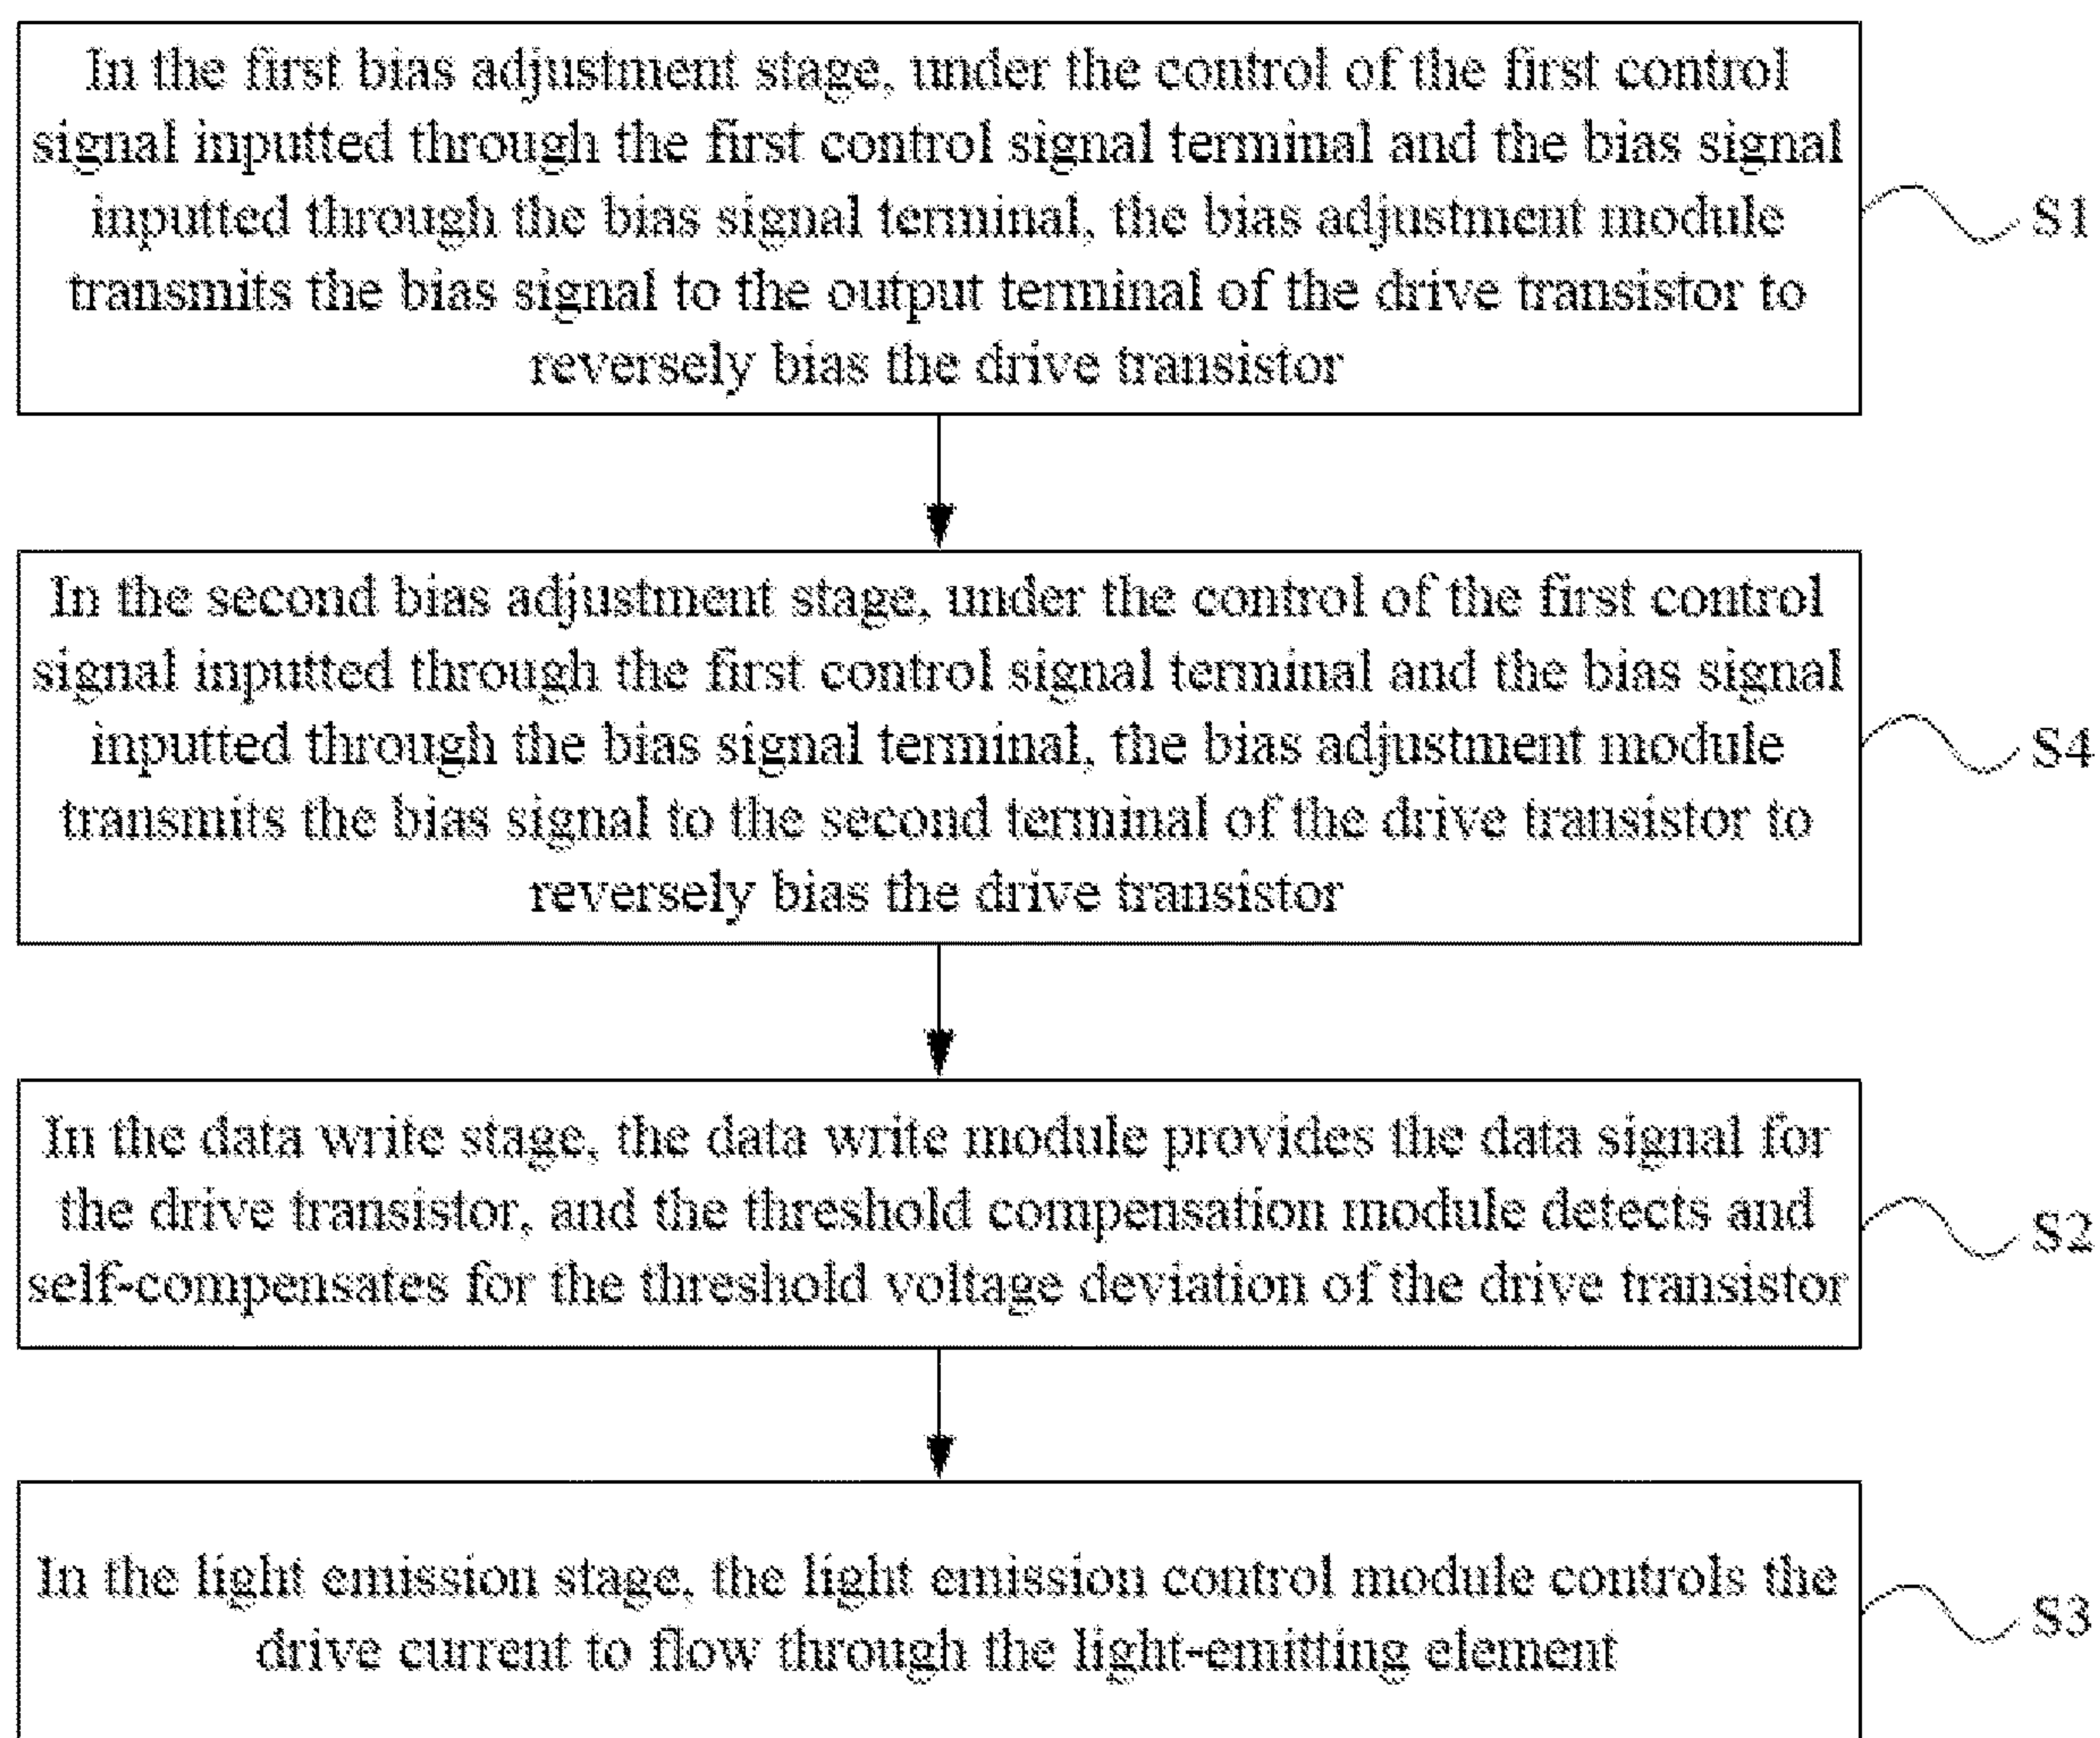 In the first bias adjustment stage, under the control of the first control
signal inputted through the first control signal terminal and the bias signal
inputted through the bias signal terminal, the bias adjustment module
transmits the bias signal to the output terminal of the drive transistor to
reversely bias the drive transistor
S1
In the second bias adjustment stage, under the control of the first control
signal inputted through the first control signal terminal and the bias signal
inputted through the bias signal terminal, the bias adjustment module
transmits the bias signal to the second terminal of the drive transistor to
reversely bias the drive transistor
S4
In the data write stage, the data write module provides the data signal for
the drive transistor, and the threshold compensation module detects and
self-compensates for the threshold voltage deviation of the drive transistor
S2
In the light emission stage, the light emission control module controls the
drive current to flow through the light-emitting element
S3